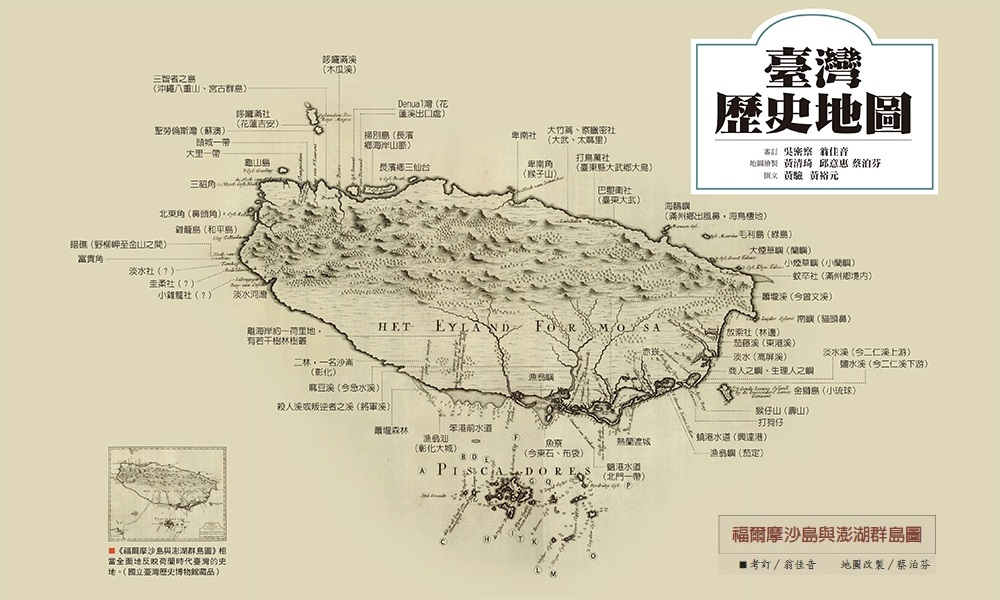 臺灣
歷史地圖
審訂 吳密察 翁佳音
地圖繪製 黃清琦 邱意惠 蔡泊芬
撰文 黃驗 黃裕元
哆囉滿溪
(木瓜溪)
三智者之島
(沖繩八重山、宮古群島)
Denual灣(花
蓮溪出口處)
哆囉滿社
(花蓮吉安)
聖勞倫斯灣(蘇澳)
頭城一帶
大里一帶
掃別島(長濱
鄉海岸山脈)
卑南社
大竹篙、察臘密社
(大武、太麻里)
龜山島
長濱鄉三仙台
卑南角
(猴子山)
打鳥萬社
(臺東縣大武鄉大鳥)
三貂角
巴塱衛社
(臺東大武)
海鷗嶼
(滿州鄉出風鼻,海鳥棲地)
北東角(鼻頭角)
雞籠島(和平島)
毛利島(綠島)
暗礁(野柳岬至金山之間)
大煙草嶼(蘭嶼)
富貴角
小煙草嶼(小蘭嶼)
淡水社(?)
蚊卒社(滿州鄉境內)
圭柔社(?)
小雞籠社(?)
淡水河灣
蕭壠溪(今曾文溪)
南嶼(貓頭鼻)
HET EYLAND FORMOSA
離海岸約一荷里地,
有若干樹林樹叢
放索社(林邊)
茄藤溪(東港溪)
赤崁
淡水(高屏溪)
淡水溪(今二仁溪上游)
鹽水溪(今二仁溪下游)
二林,一名沙崙
(彰化)
商人之嶼、生理人之嶼
漁翁嶼
麻豆溪(今急水溪)
金獅島(小琉球)
殺人溪或叛逆者之溪(將軍溪)
猴仔山(壽山)
打狗仔
蕭壠森林
笨港前水道
漁翁汕
(彰化大城)
魚寮
(今東石、布袋)
熱蘭遮城
蟯港水道(興達港)
漁翁嶼(茄定)
PISCADORES
蚵港水道
(北門一帶)
A
B
D
E
F
G
Q
P
C
H
I
T
K
O
L
M
■《福爾摩沙島與澎湖群島圖》相
當全面地反映荷蘭時代臺灣的史
地。(國立臺灣歷史博物館藏品)
福爾摩沙島與澎湖群島圖
■考訂/翁佳音 地圖改製/蔡泊芬